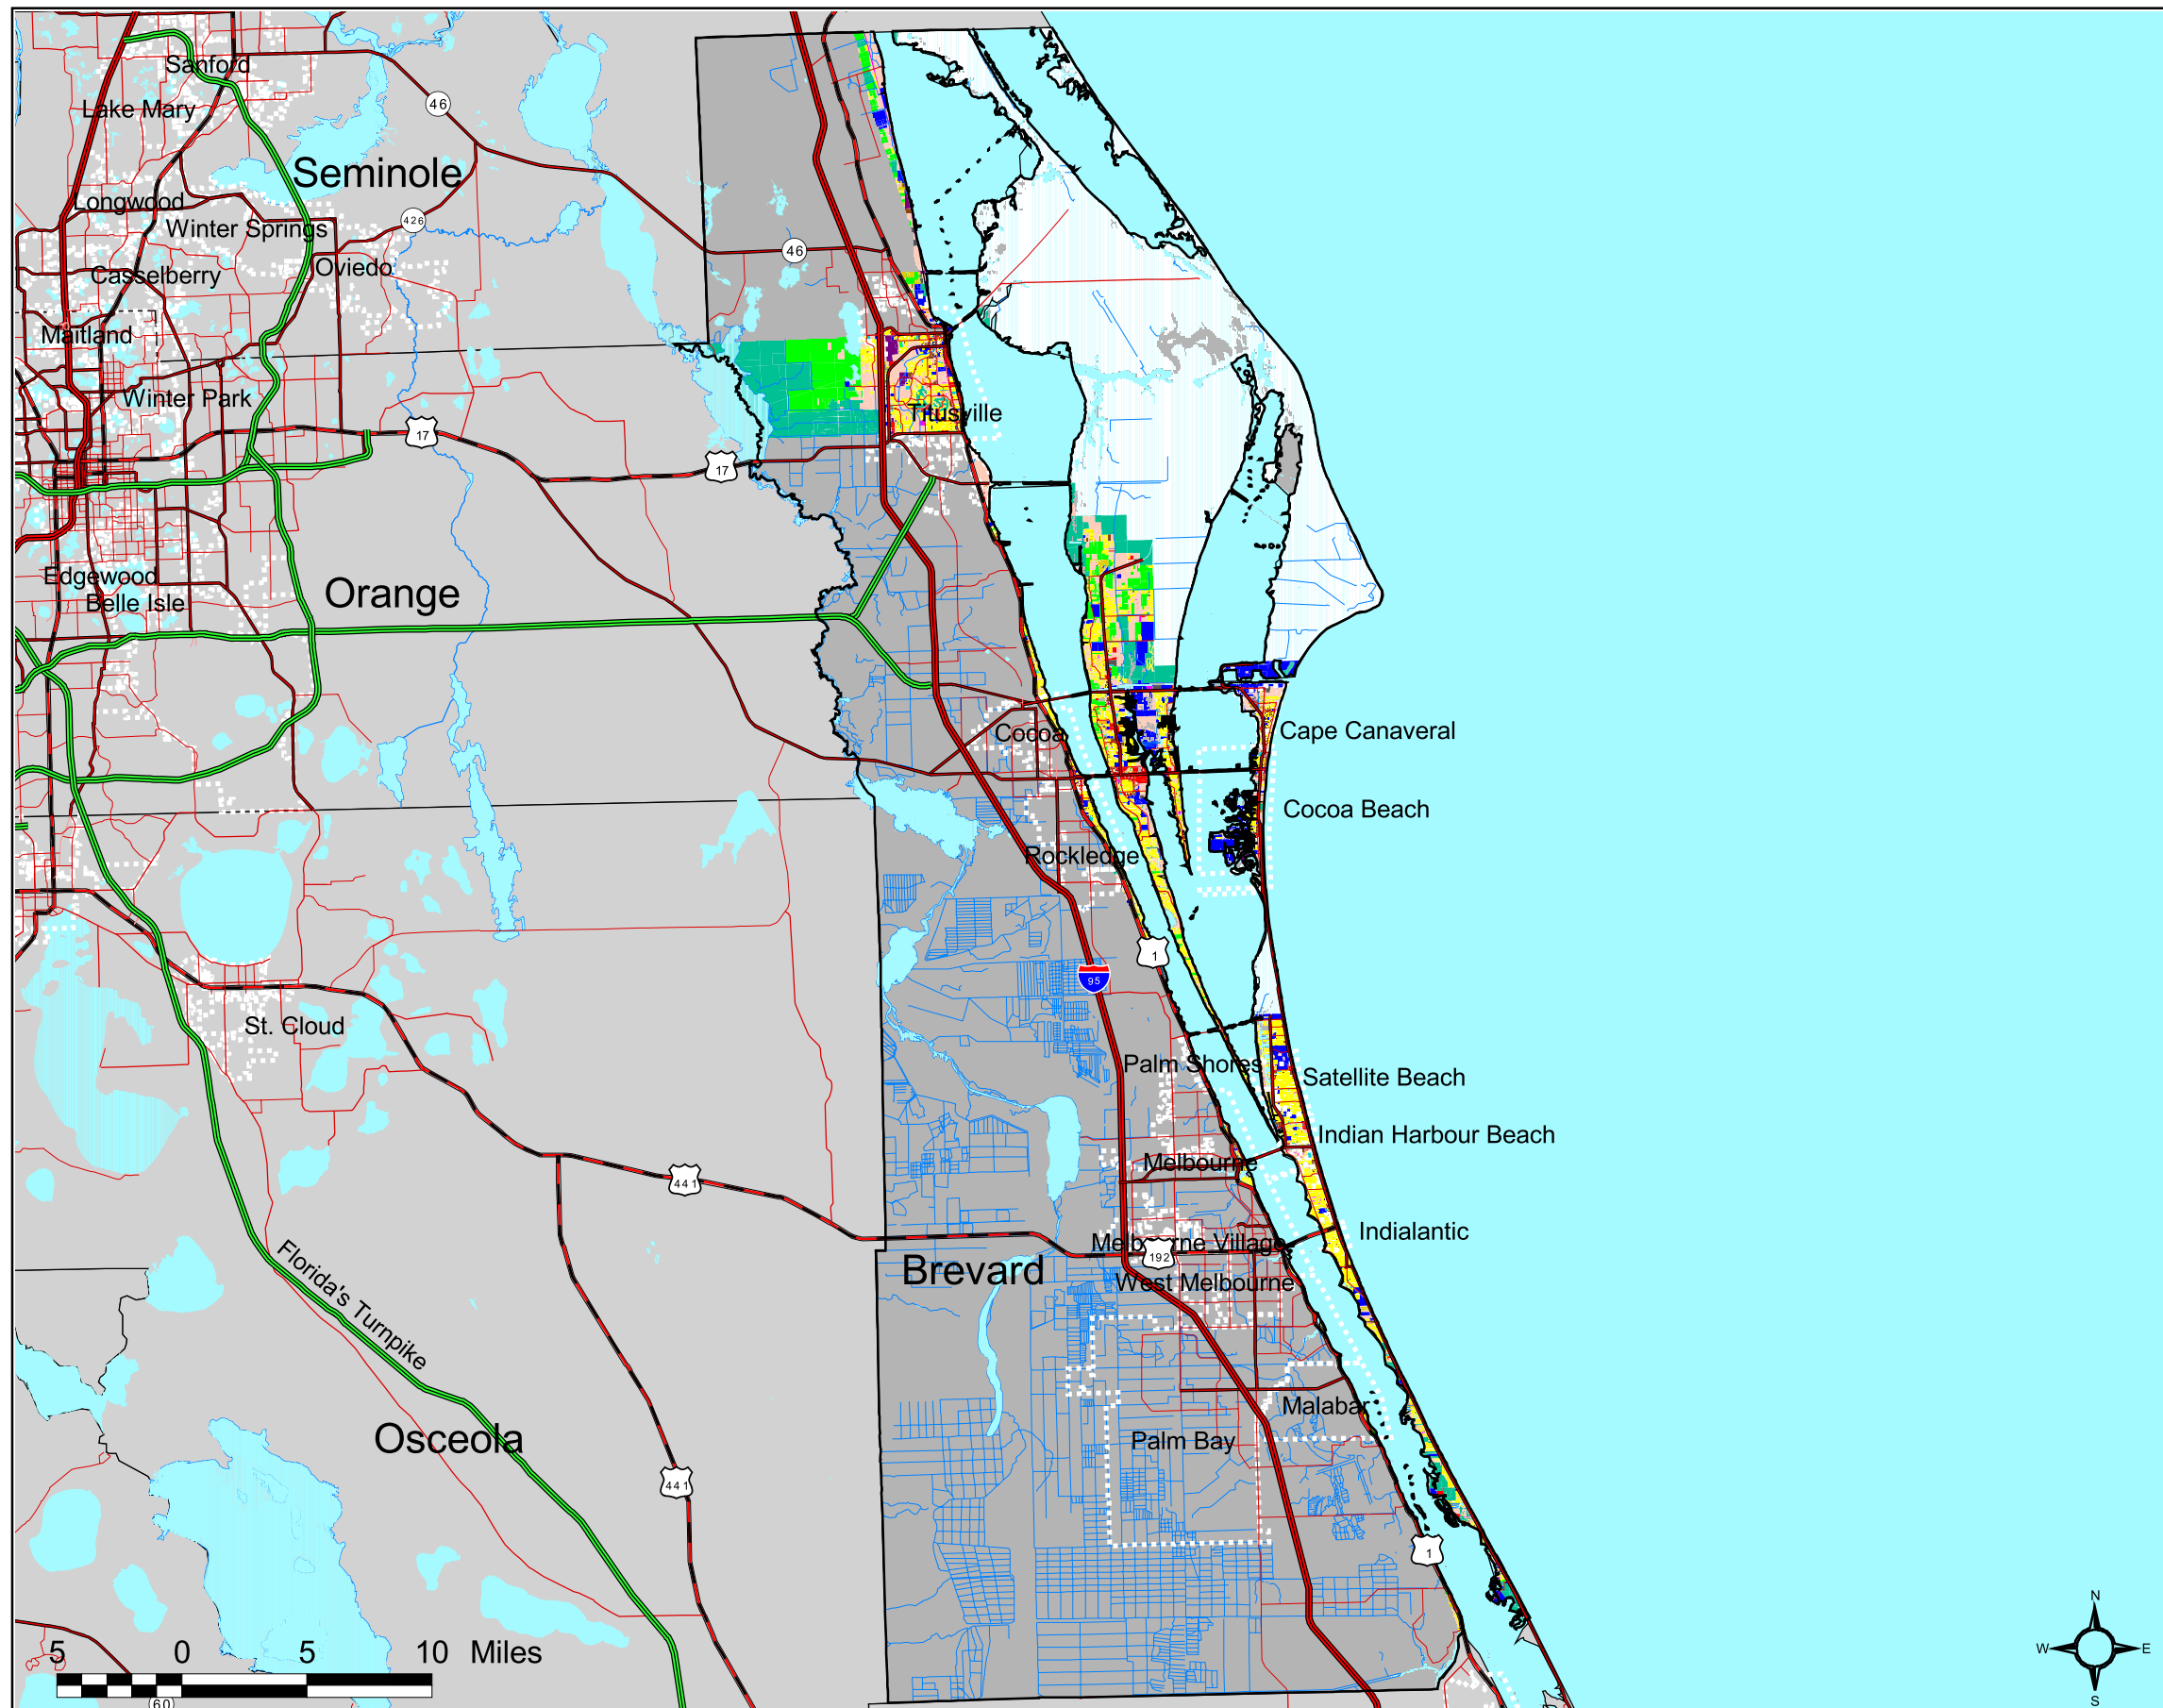 Sanford
Lake Mary
46
Seminole
Longwood
426
Winter Springs
46
Oviedo
Casselberry
Maitland
Winter Park
Titusville
17
17
Edgewood
Orange
Belle Isle
Cocoa
Cape Canaveral
Cocoa Beach
Rockledge
1
95
St. Cloud
Palm Shores
Satellite Beach
Indian Harbour Beach
Melbourne
441
Indialantic
Melbourne Village
192
Brevard
West Melbourne
Florida's Turnpike
Malabar
Osceola
Palm Bay
441
1
N
W
E
S
5 0 5 10 Miles
60